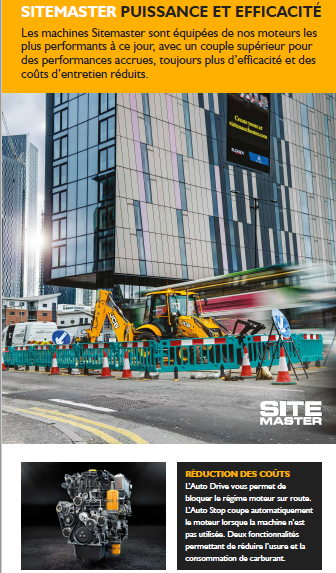 SITEMASTER PUISSANCE ET EFFICACITÉ
Les machines Sitemaster sont équipées de nos moteurs les
plus performants à ce jour, avec un couple supérieur pour
des performances accrues, toujours plus d'efficacité et des
coûts d'entretien réduits.
JCB
JCB
SITE
MASTER
RÉDUCTION DES COÛTS
L'Auto Drive vous permet de
bloquer le régime moteur sur route.
L'Auto Stop coupe automatiquement
le moteur lorsque la machine n'est
pas utilisée. Deux fonctionnalités
permettant de réduire l'usure et la
consommation de carburant.